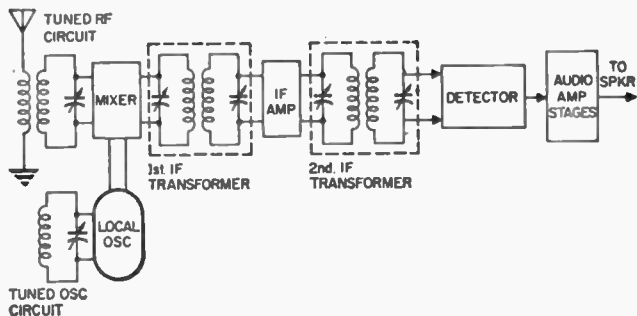 TUNED RF
CIRCUIT
MIXER
1st. IF
TRANSFORMER
IF
AMP
2nd. IF
TRANSFORMER
DETECTOR
AUDIO
AMP
STAGES
TO
SPKR
LOCAL
OSC
TUNED OSC
CIRCUIT